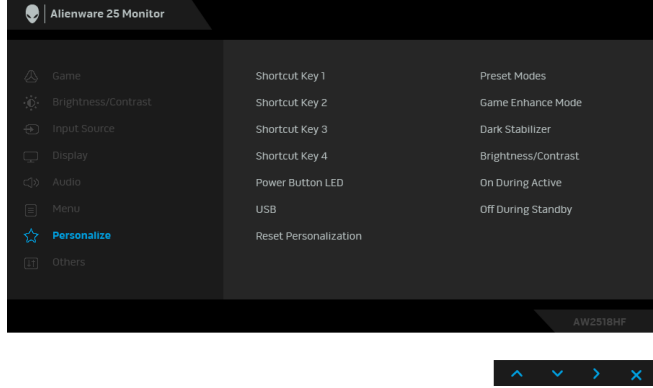 Alienware 25 Monitor
Game
Brightness/Contrast
Input Source
Display
Audio
Menu
Personalize
Others
Shortcut Key 1 Preset Modes
Shortcut Key 2 Game Enhance Mode
Shortcut Key 3 Dark Stabilizer
Shortcut Key 4 Brightness/Contrast
Power Button LED On During Active
USB Off During Standby
Reset Personalization
AW2518HF